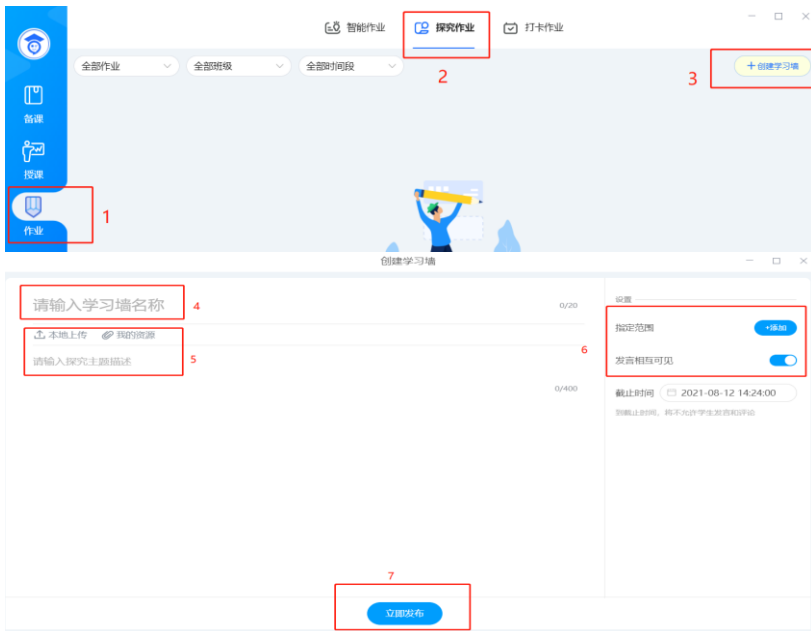 智能作业 探究作业 打卡作业
2
全部作业 全部班级 全部时间段
3 +创建学习墙
备课
授课
1
作业
创建学习墙
请输入学习墙名称 4 0/20
本地上传 我的资源
请输入探究主题描述 5
0/400
设置
指定范围 +添加
6
发言相互可见
截止时间 2021-08-12 14:24:00
到截止时间，将不允许学生发言和评论
7
立即发布